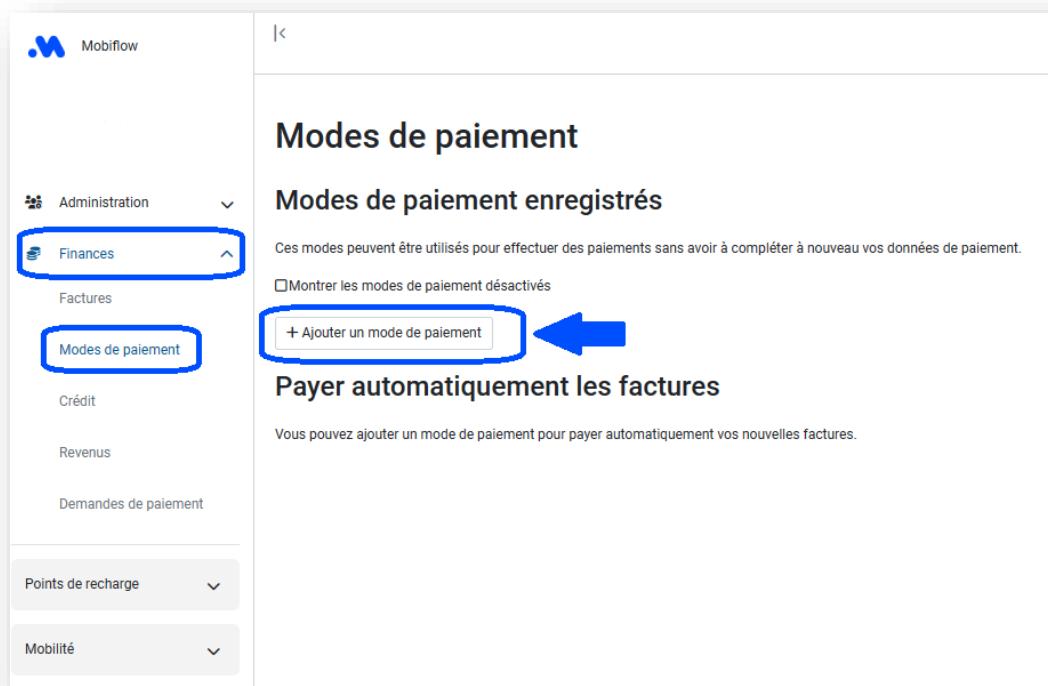 Mobiflow
Administration
Finances
Factures
Modes de paiement
Crédit
Revenus
Demandes de paiement
Points de recharge
Mobilité
Modes de paiement
Modes de paiement enregistrés
Ces modes peuvent être utilisés pour effectuer des paiements sans avoir à compléter à nouveau vos données de paiement.
Montrer les modes de paiement désactivés
+ Ajouter un mode de paiement
Payer automatiquement les factures
Vous pouvez ajouter un mode de paiement pour payer automatiquement vos nouvelles factures.